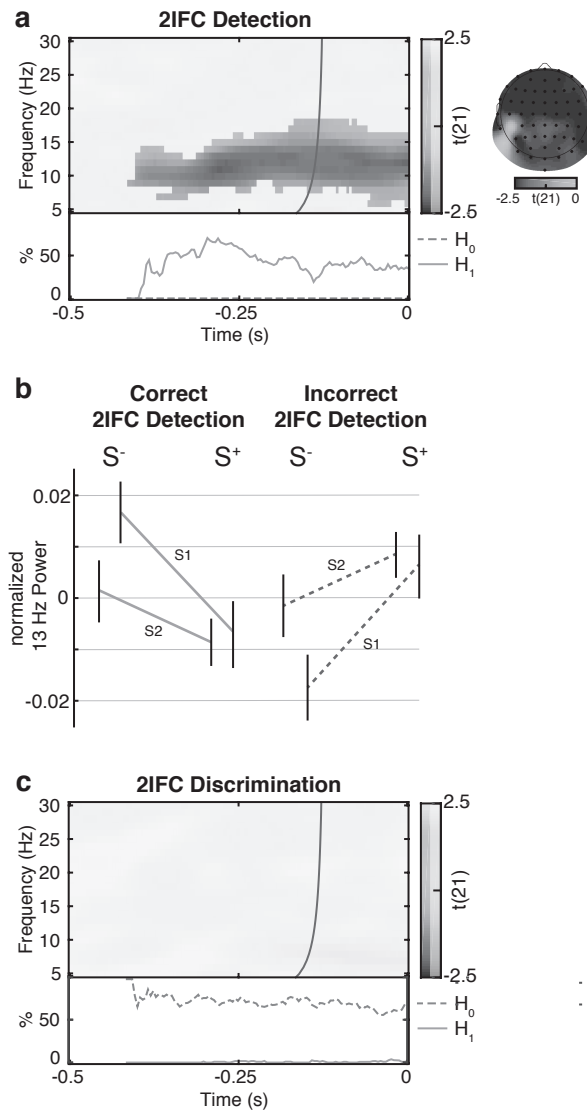 a
2IFC Detection
Frequency (Hz)
30
25
20
15
10
5
2.5
t(21)
-2.5
-2.5 t(21) 0
%
50
0
H0
H1
-0.5 -0.25 0
Time (s)
b
Correct 2IFC Detection
Incorrect 2IFC Detection
S- S+ S- S+
normalized 13 Hz Power
0.02
0
-0.02
S1
S2
S2
S1
c
2IFC Discrimination
Frequency (Hz)
30
25
20
15
10
5
2.5
t(21)
-2.5
%
50
0
H0
H1
-0.5 -0.25 0
Time (s)